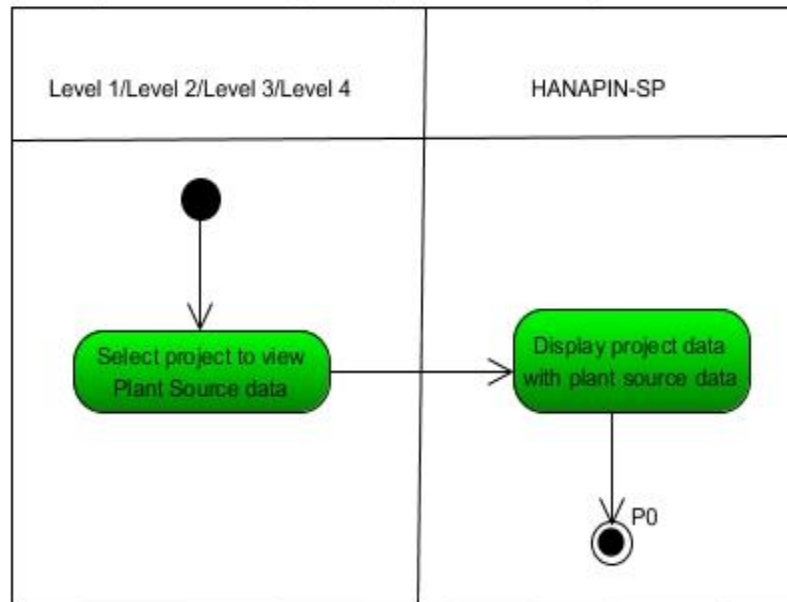 Level 1/Level 2/Level 3/Level 4
HANAPIN-SP
Select project to view
Plant Source data
Display project data
with plant source data
P0